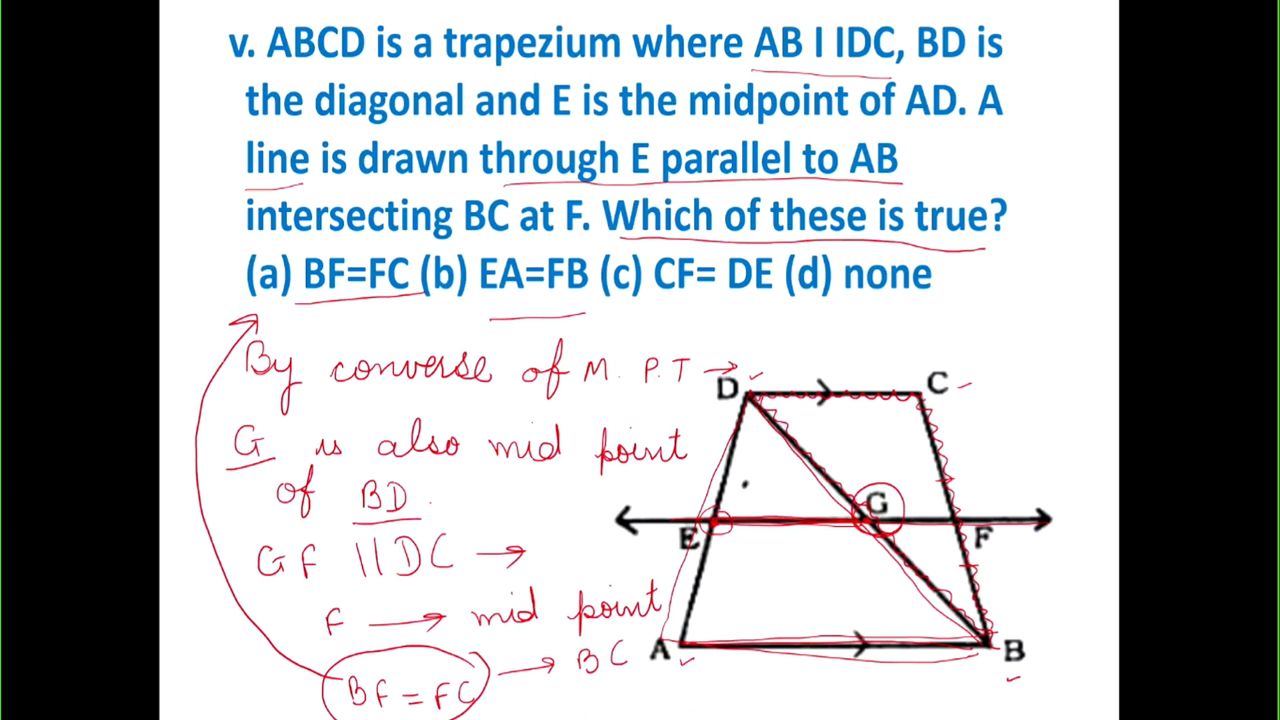 v. ABCD is a trapezium where AB I IDC, BD is
the diagonal and E is the midpoint of AD. A
line is drawn through E parallel to AB
intersecting BC at F. Which of these is true?
(a) BF=FC (b) EA=FB (c) CF= DE (d) none
By converse of M. P.T →
G is also mid point
of BD.
GF ||DC →
F → mid point
BF = FC → BC
D C
G
E F
A B